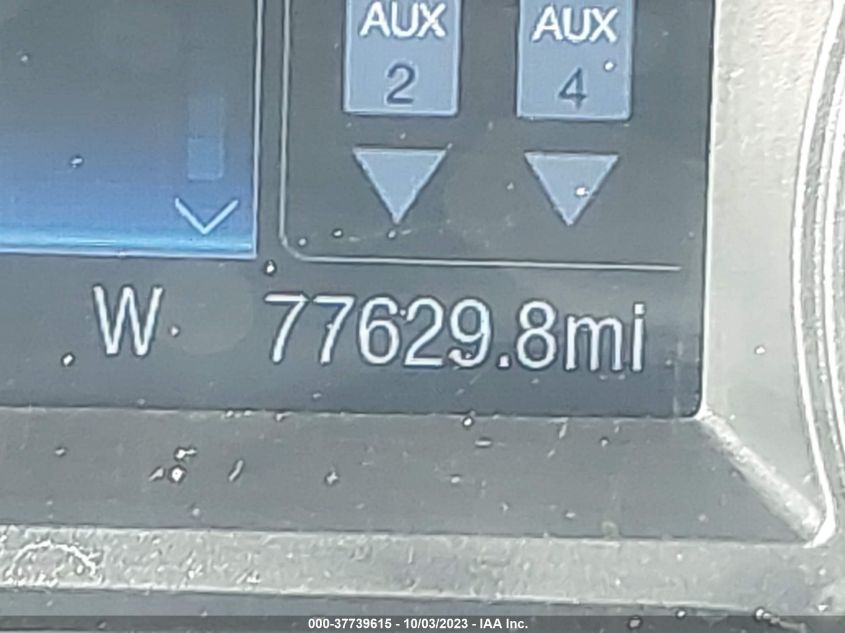 AUX AUX
2 4
W 77629.8mi
000-37739615 - 10/03/2023 - IAA Inc.